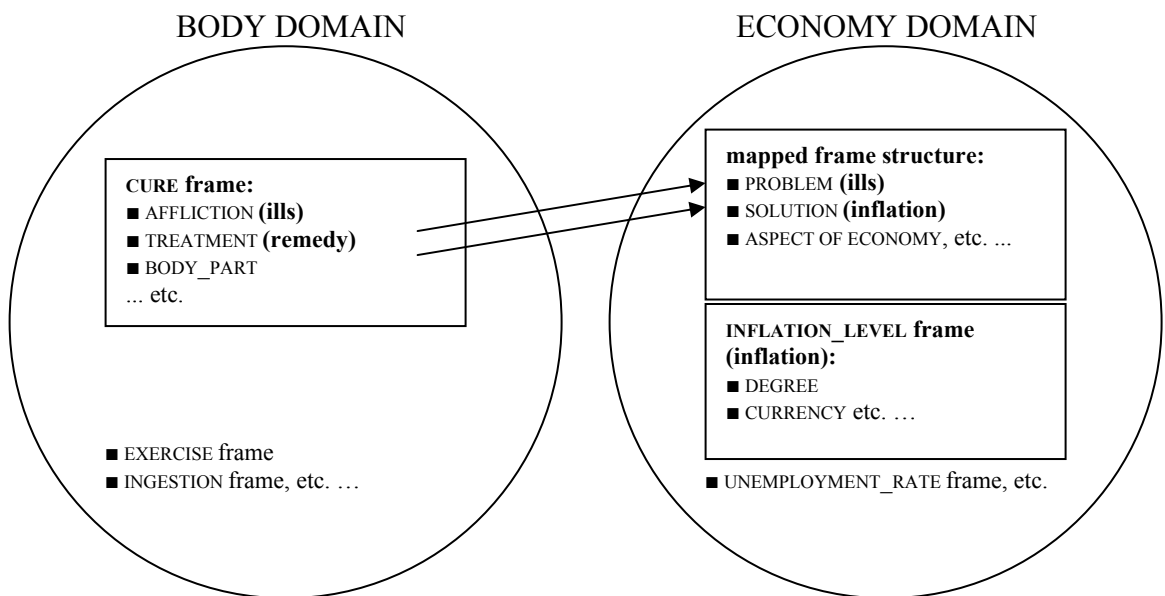 BODY DOMAIN
CURE frame:
■ AFFLICTION (ills)
■ TREATMENT (remedy)
■ BODY_PART
... etc.
■ EXERCISE frame
■ INGESTION frame, etc. …
ECONOMY DOMAIN
mapped frame structure:
■ PROBLEM (ills)
■ SOLUTION (inflation)
■ ASPECT OF ECONOMY, etc. ...
INFLATION_LEVEL frame
(inflation):
■ DEGREE
■ CURRENCY etc. …
■ UNEMPLOYMENT_RATE frame, etc.